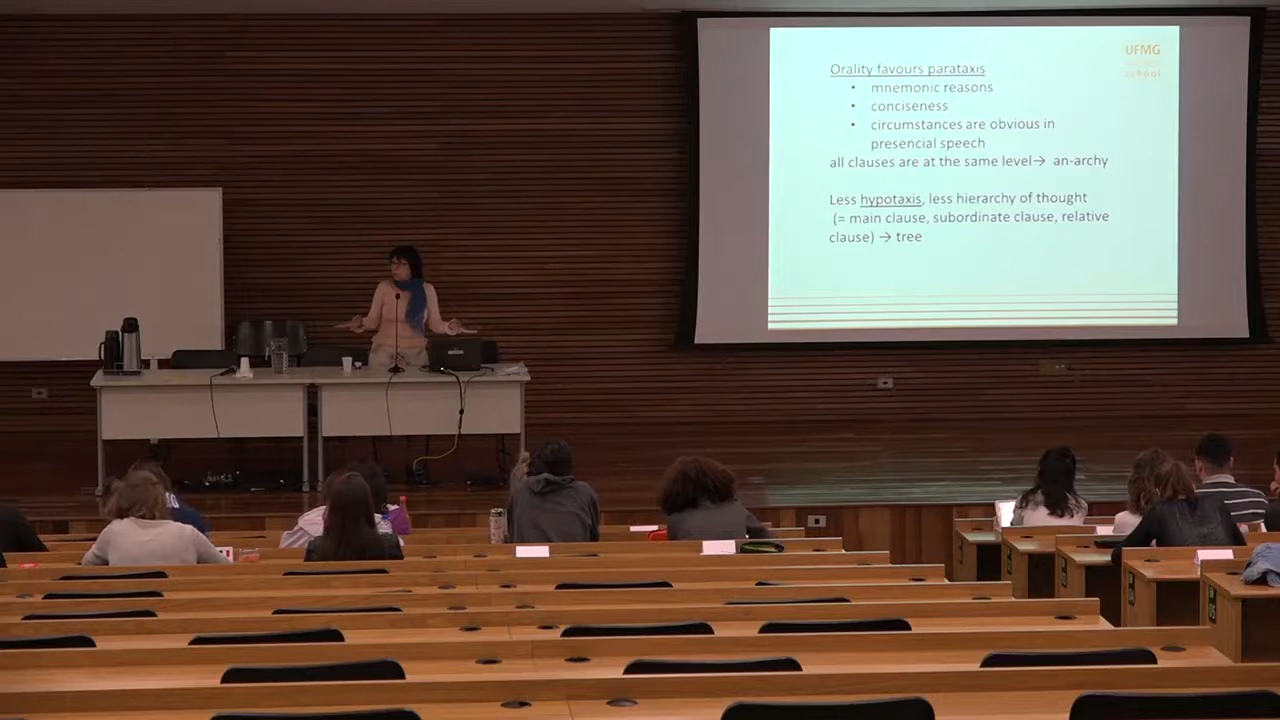 UFMG
school
Orality favours parataxis
• mnemonic reasons
• conciseness
• circumstances are obvious in
presencial speech
all clauses are at the same level→ an-archy
Less hypotaxis, less hierarchy of thought
(= main clause, subordinate clause, relative
clause) → tree